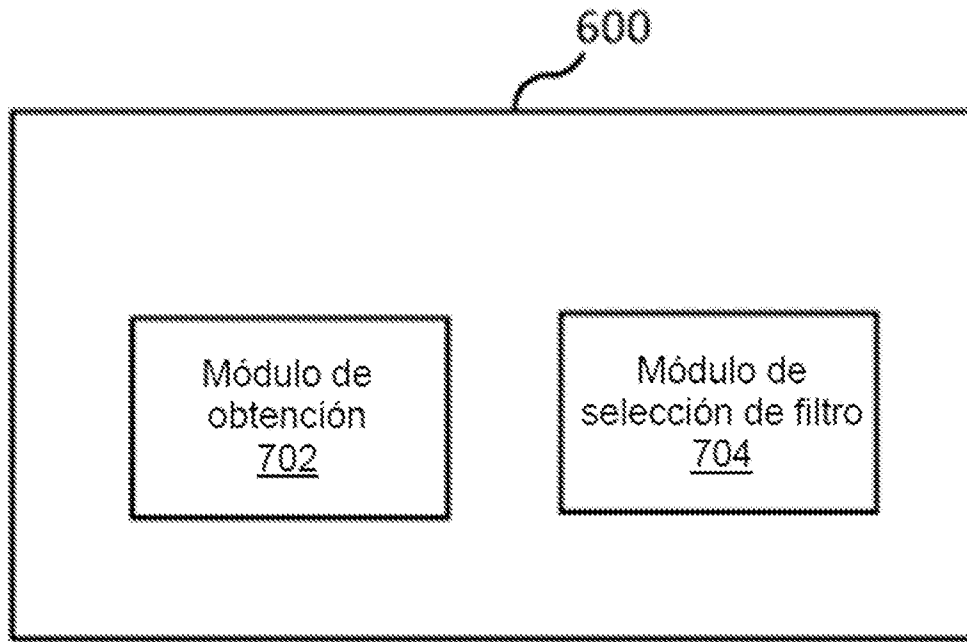 600
Módulo de
obtención
702
Módulo de
selección de filtro
704